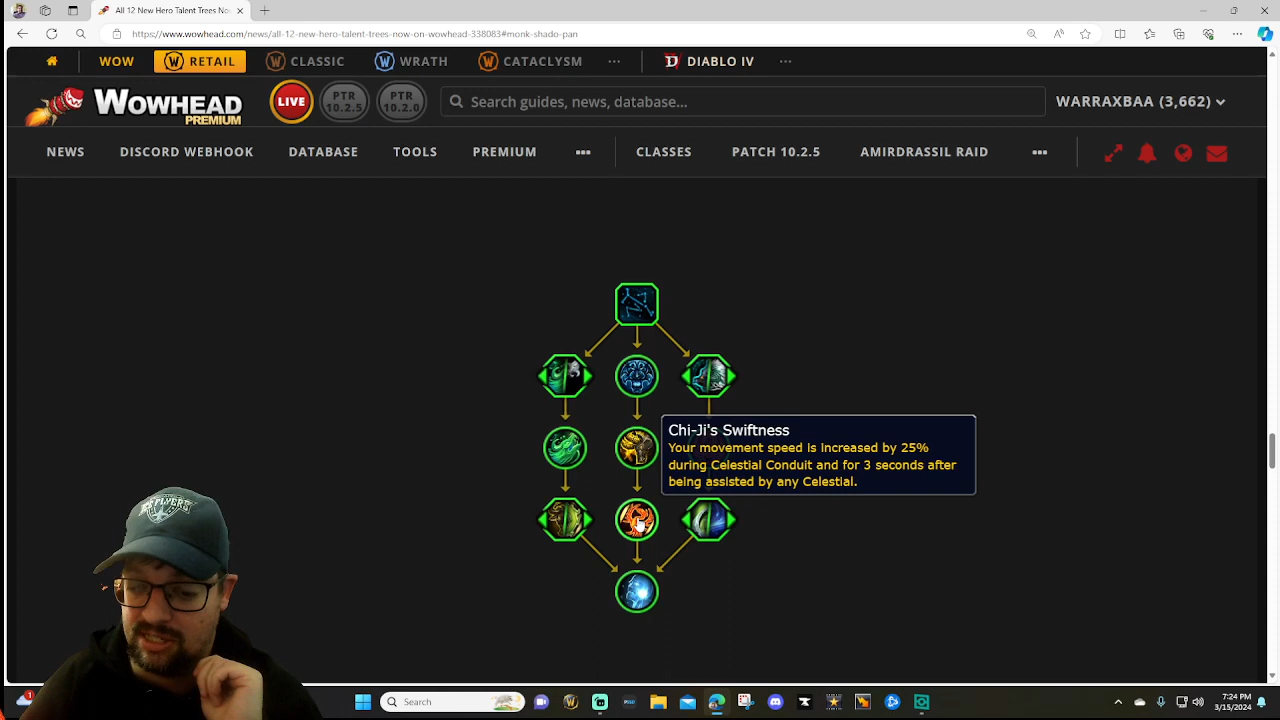 All 12 New Hero Talent Trees No
https://www.wowhead.com/news/all-12-new-hero-talent-trees-now-on-wowhead-338083#monk-shado-pan
WOW
RETAIL
CLASSIC
WRATH
CATACLYSM
DIABLO IV
WOWHEAD
PREMIUM
LIVE
PTR
10.2.5
PTR
10.2.0
Search guides, news, database...
WARRAXBAA (3,662)
NEWS
DISCORD WEBHOOK
DATABASE
TOOLS
PREMIUM
CLASSES
PATCH 10.2.5
AMIRDRASSIL RAID
Chi-Ji's Swiftness
Your movement speed is increased by 25%
during Celestial Conduit and for 3 seconds after
being assisted by any Celestial.
1
Search
7:24 PM
3/15/2024